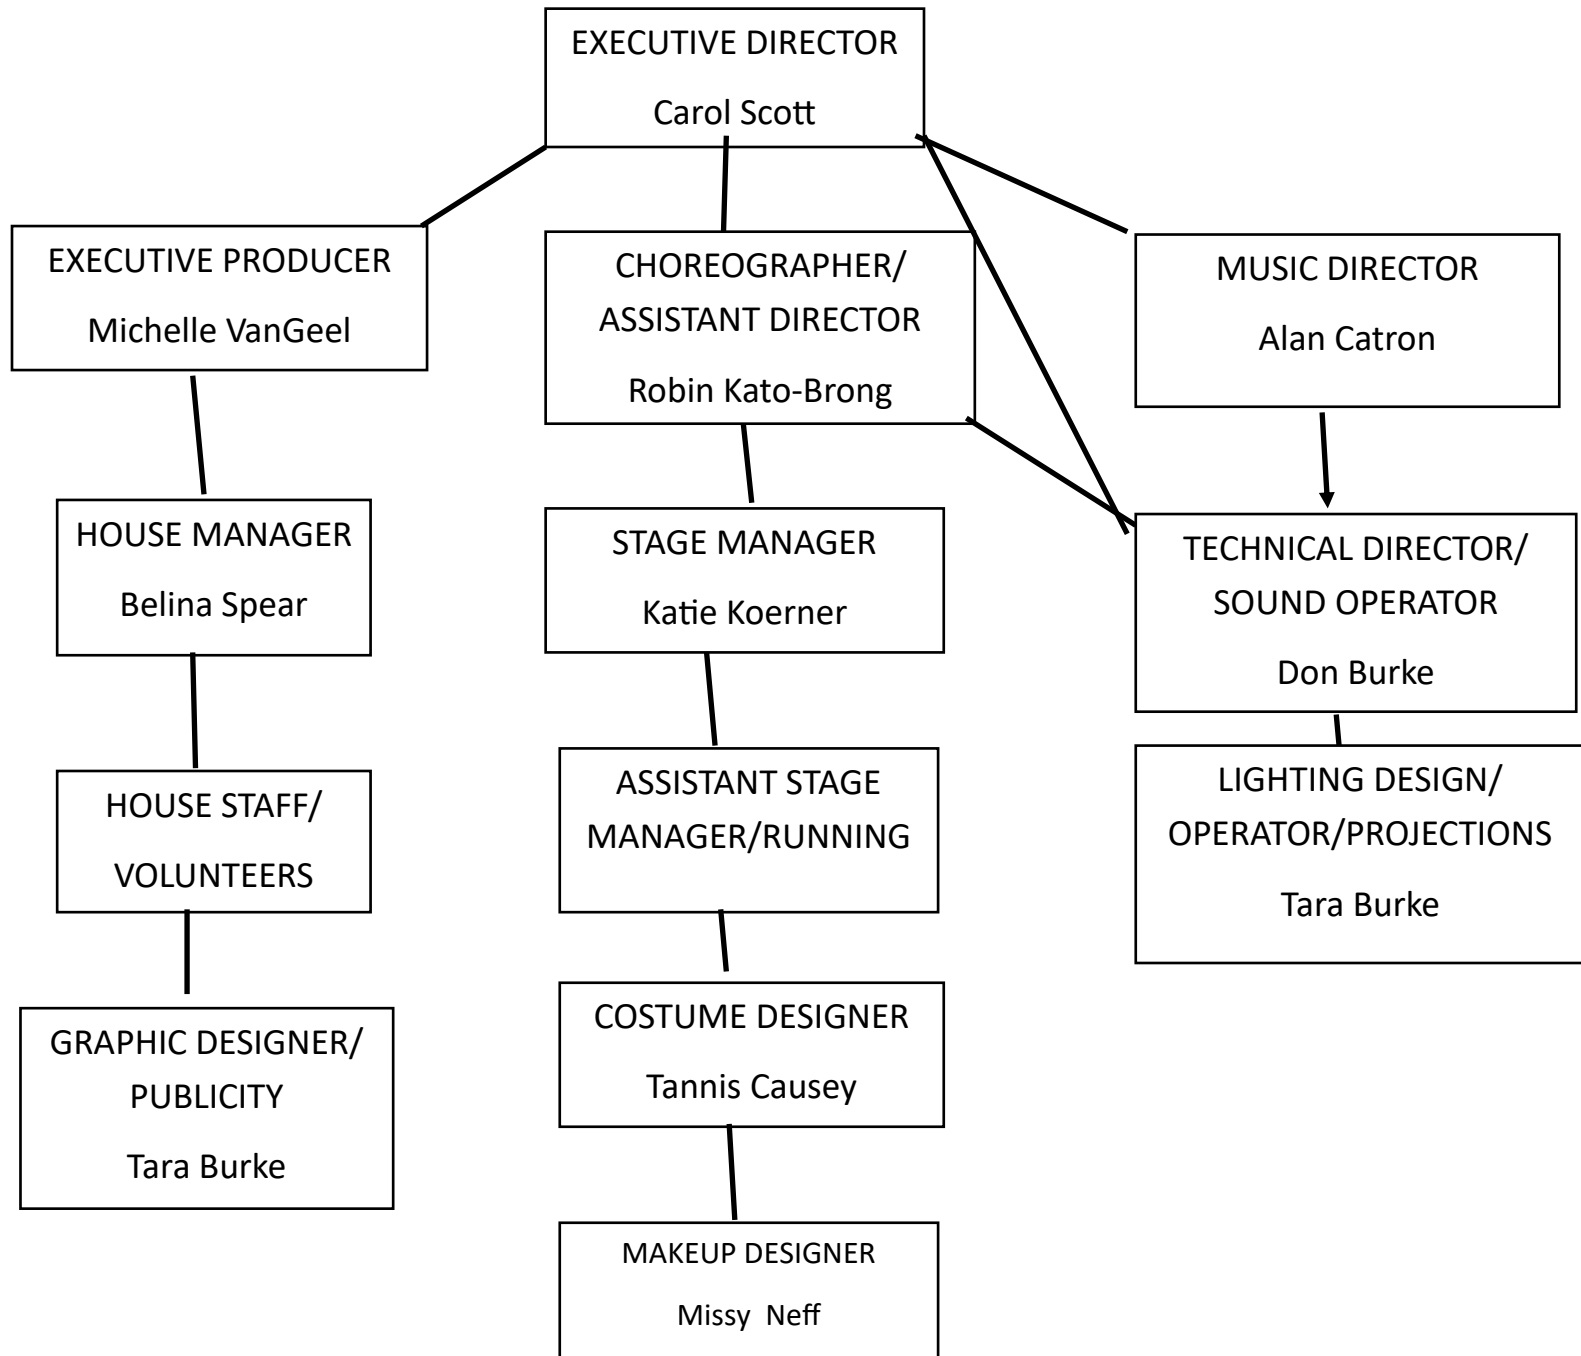 EXECUTIVE DIRECTOR
Carol Scott
EXECUTIVE PRODUCER
Michelle VanGeel
CHOREOGRAPHER/
ASSISTANT DIRECTOR
Robin Kato-Brong
MUSIC DIRECTOR
Alan Catron
HOUSE MANAGER
Belina Spear
STAGE MANAGER
Katie Koerner
TECHNICAL DIRECTOR/
SOUND OPERATOR
Don Burke
HOUSE STAFF/
VOLUNTEERS
ASSISTANT STAGE
MANAGER/RUNNING
LIGHTING DESIGN/
OPERATOR/PROJECTIONS
Tara Burke
GRAPHIC DESIGNER/
PUBLICITY
Tara Burke
COSTUME DESIGNER
Tannis Causey
MAKEUP DESIGNER
Missy Neff